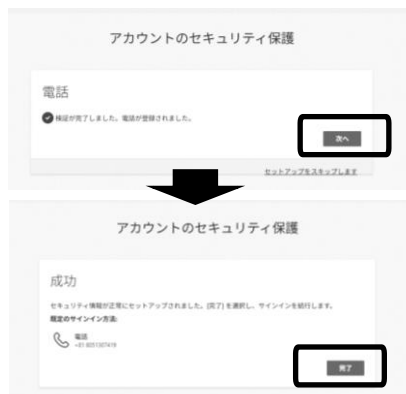 アカウントのセキュリティ保護
電話
検証が完了しました。電話が登録されました。
次へ
セットアップをスキップします
アカウントのセキュリティ保護
成功
セキュリティ情報が正常にセットアップされました。[完了] を選択し、サインインを続行します。
既定のサインイン方法:
電話
+81 8051307419
完了